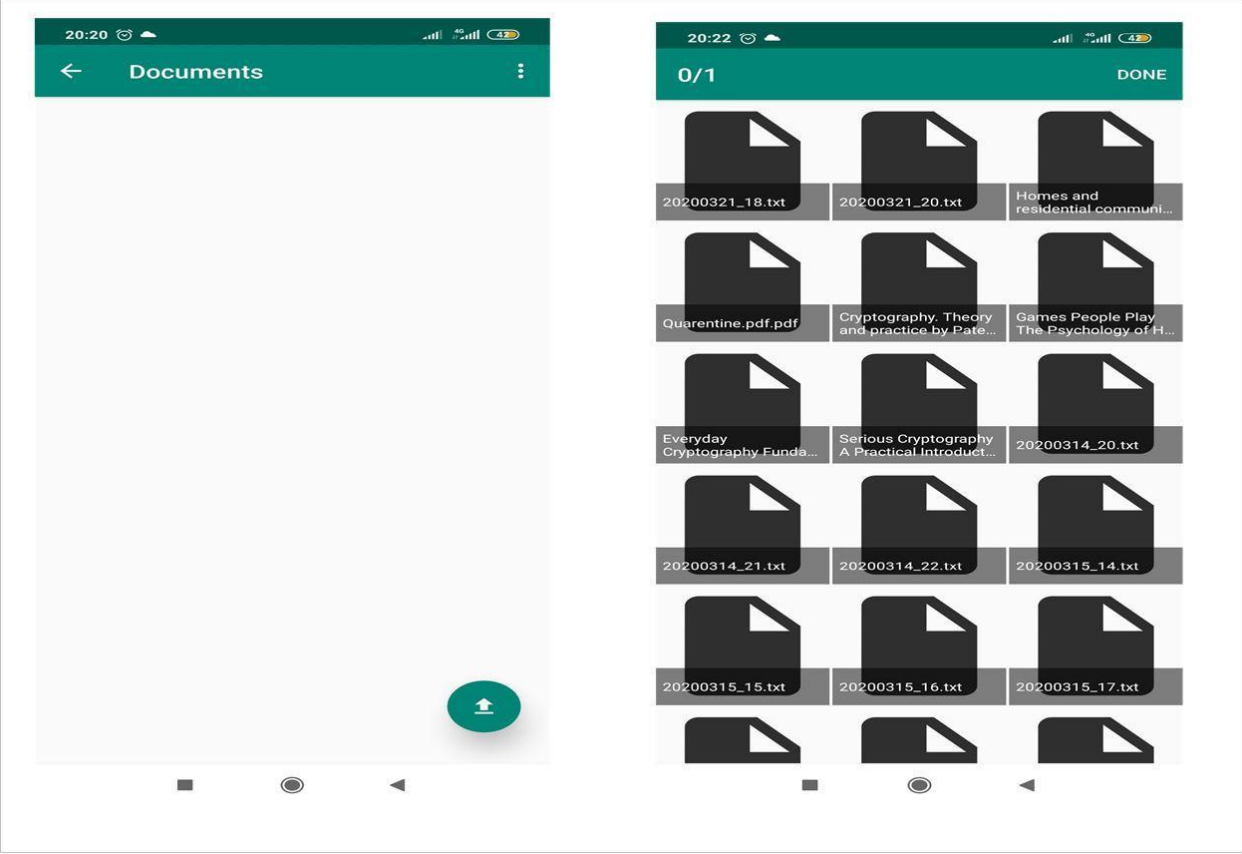 20:20
4G
42
Documents
20:22
4G
42
0/1
DONE
20200321_18.txt
20200321_20.txt
Homes and
residential communi...
Quarentine.pdf.pdf
Cryptography. Theory
and practice by Pate...
Games People Play
The Psychology of H...
Everyday
Cryptography Funda...
Serious Cryptography
A Practical Introduct...
20200314_20.txt
20200314_21.txt
20200314_22.txt
20200315_14.txt
20200315_15.txt
20200315_16.txt
20200315_17.txt